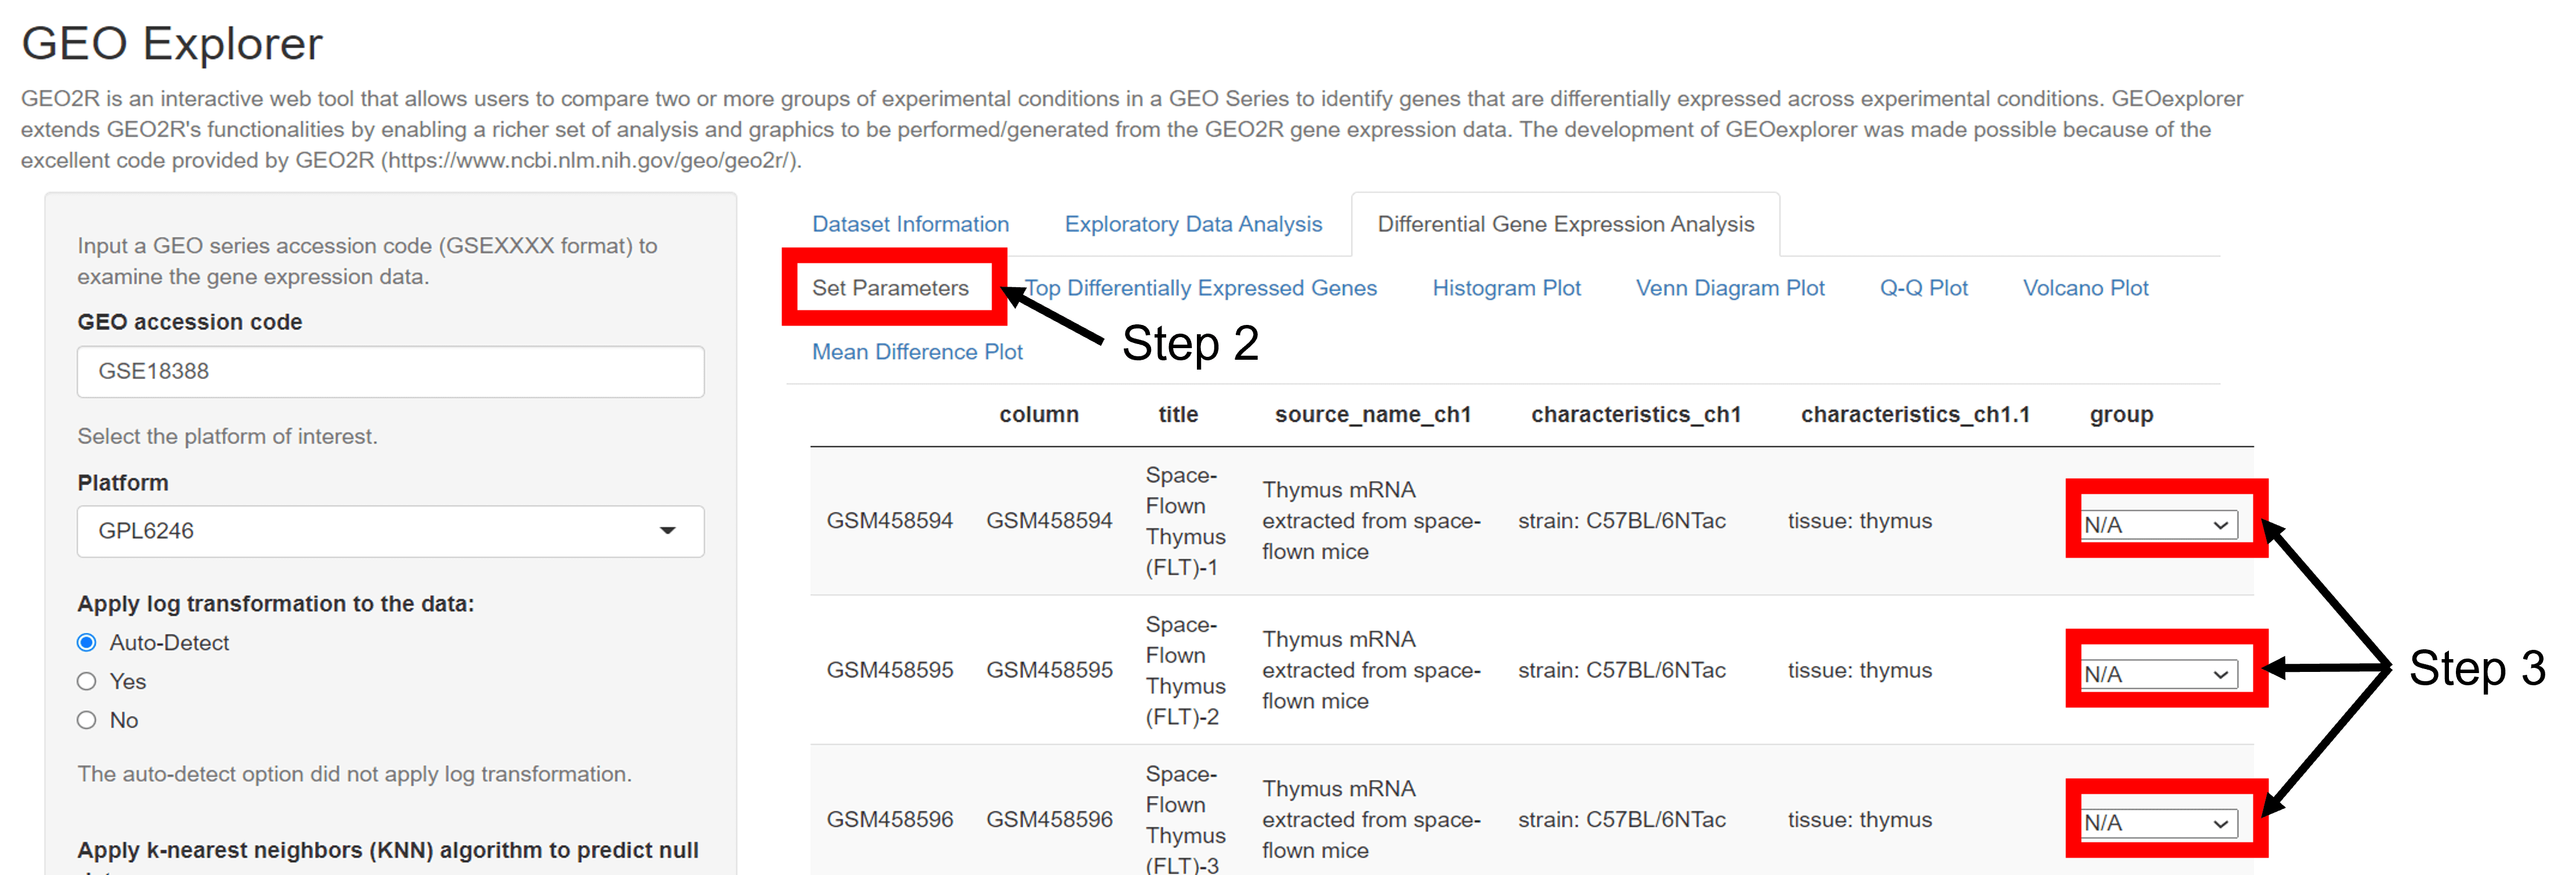 GEO Explorer
GEO2R is an interactive web tool that allows users to compare two or more groups of experimental conditions in a GEO Series to identify genes that are differentially expressed across experimental conditions. GEOexplorer
extends GEO2R's functionalities by enabling a richer set of analysis and graphics to be performed/generated from the GEO2R gene expression data. The development of GEOexplorer was made possible because of the
excellent code provided by GEO2R (https://www.ncbi.nlm.nih.gov/geo/geo2r/).
Input a GEO series accession code (GSEXXXX format) to
examine the gene expression data.
GEO accession code
GSE18388
Select the platform of interest.
Platform
GPL6246
Apply log transformation to the data:
Auto-Detect
Yes
No
The auto-detect option did not apply log transformation.
Apply k-nearest neighbors (KNN) algorithm to predict null
Dataset Information Exploratory Data Analysis Differential Gene Expression Analysis
Set Parameters Top Differentially Expressed Genes Histogram Plot Venn Diagram Plot Q-Q Plot Volcano Plot
Mean Difference Plot
Step 2
column title source_name_ch1 characteristics_ch1 characteristics_ch1.1 group
GSM458594 GSM458594
Space-
Flown
Thymus
(FLT)-1
Thymus mRNA
extracted from space-
flown mice
strain: C57BL/6NTac tissue: thymus N/A
GSM458595 GSM458595
Space-
Flown
Thymus
(FLT)-2
Thymus mRNA
extracted from space-
flown mice
strain: C57BL/6NTac tissue: thymus N/A
GSM458596 GSM458596
Space-
Flown
Thymus
(FLT)-3
Thymus mRNA
extracted from space-
flown mice
strain: C57BL/6NTac tissue: thymus N/A
Step 3